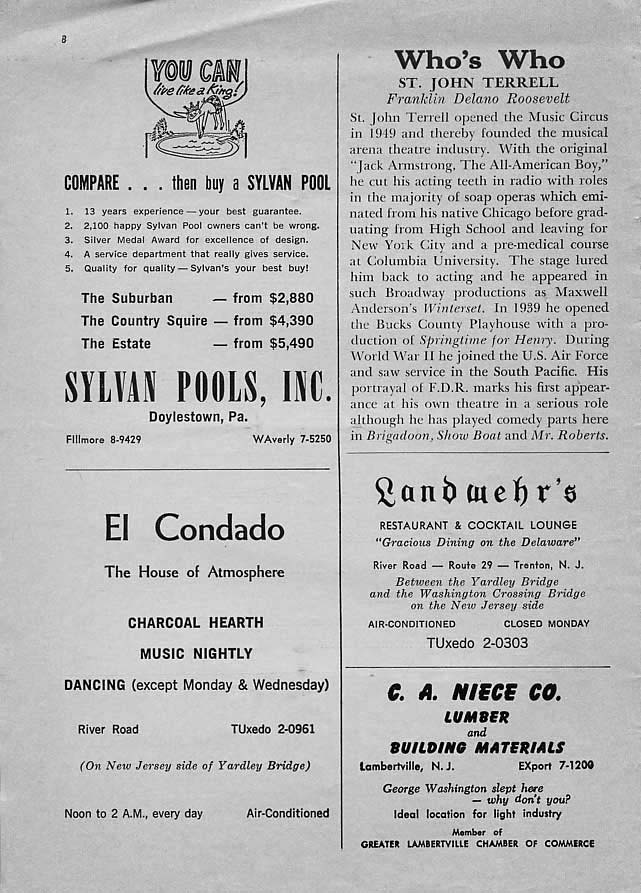 8
YOU CAN
live like a King!
COMPARE . . . then buy a SYLVAN POOL
1. 13 years experience — your best guarantee.
2. 2,100 happy Sylvan Pool owners can't be wrong.
3. Silver Medal Award for excellence of design.
4. A service department that really gives service.
5. Quality for quality — Sylvan's your best buy!
The Suburban — from $2,880
The Country Squire — from $4,390
The Estate — from $5,490
SYLVAN POOLS, INC.
Doylestown, Pa.
FIllmore 8-9429 WAverly 7-5250
El Condado
The House of Atmosphere
CHARCOAL HEARTH
MUSIC NIGHTLY
DANCING (except Monday & Wednesday)
River Road TUxedo 2-0961
(On New Jersey side of Yardley Bridge)
Noon to 2 A.M., every day Air-Conditioned
Who's Who
ST. JOHN TERRELL
Franklin Delano Roosevelt
St. John Terrell opened the Music Circus
in 1949 and thereby founded the musical
arena theatre industry. With the original
"Jack Armstrong, The All-American Boy,"
he cut his acting teeth in radio with roles
in the majority of soap operas which emi-
nated from his native Chicago before grad-
uating from High School and leaving for
New York City and a pre-medical course
at Columbia University. The stage lured
him back to acting and he appeared in
such Broadway productions as Maxwell
Anderson's Winterset. In 1939 he opened
the Bucks County Playhouse with a pro-
duction of Springtime for Henry. During
World War II he joined the U.S. Air Force
and saw service in the South Pacific. His
portrayal of F.D.R. marks his first appear-
ance at his own theatre in a serious role
although he has played comedy parts here
in Brigadoon, Show Boat and Mr. Roberts.
Landwehr's
RESTAURANT & COCKTAIL LOUNGE
"Gracious Dining on the Delaware"
River Road — Route 29 — Trenton, N. J.
Between the Yardley Bridge
and the Washington Crossing Bridge
on the New Jersey side
AIR-CONDITIONED CLOSED MONDAY
TUxedo 2-0303
C. A. NIECE CO.
LUMBER
and
BUILDING MATERIALS
Lambertville, N. J. EXport 7-1200
George Washington slept here
— why don't you?
Ideal location for light industry
Member of
GREATER LAMBERTVILLE CHAMBER OF COMMERCE